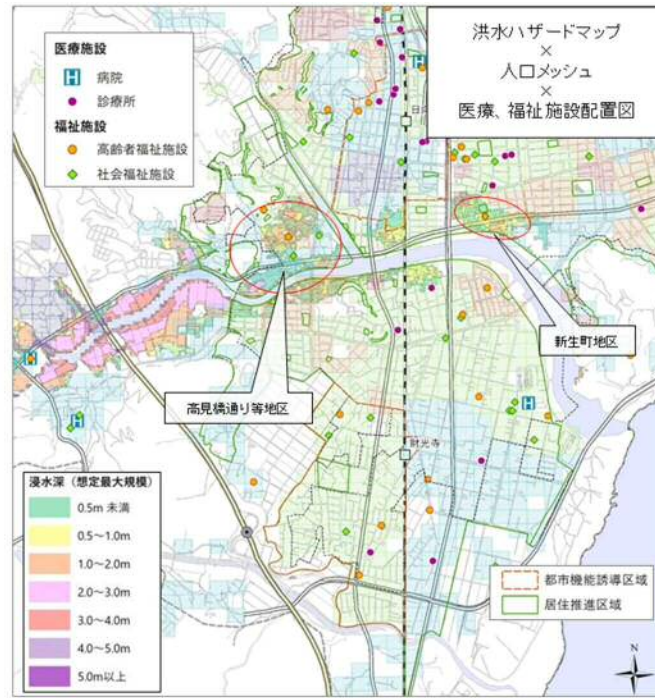 洪水ハザードマップ
×
人口メッシュ
×
医療、福祉施設配置図
医療施設
H 病院
診療所
福祉施設
高齢者福祉施設
社会福祉施設
H
日向
新生町地区
高見橋通り等地区
H
H
H
財光寺
浸水深（想定最大規模）
0.5m 未満
0.5～1.0m
1.0～2.0m
2.0～3.0m
3.0～4.0m
4.0～5.0m
5.0m以上
都市機能誘導区域
居住推進区域
N